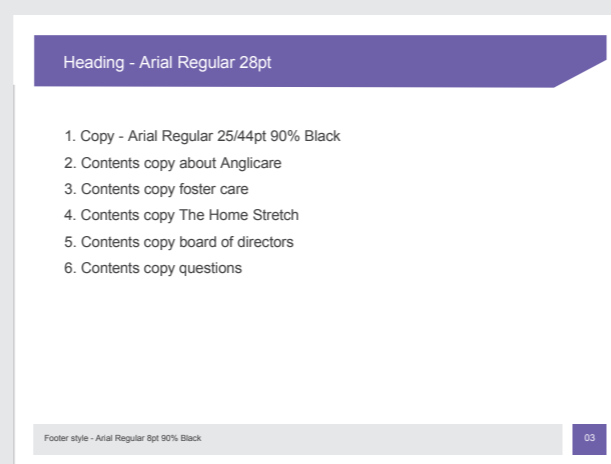 Heading - Arial Regular 28pt
1. Copy - Arial Regular 25/44pt 90% Black
2. Contents copy about Anglicare
3. Contents copy foster care
4. Contents copy The Home Stretch
5. Contents copy board of directors
6. Contents copy questions
Footer style - Arial Regular 8pt 90% Black
03